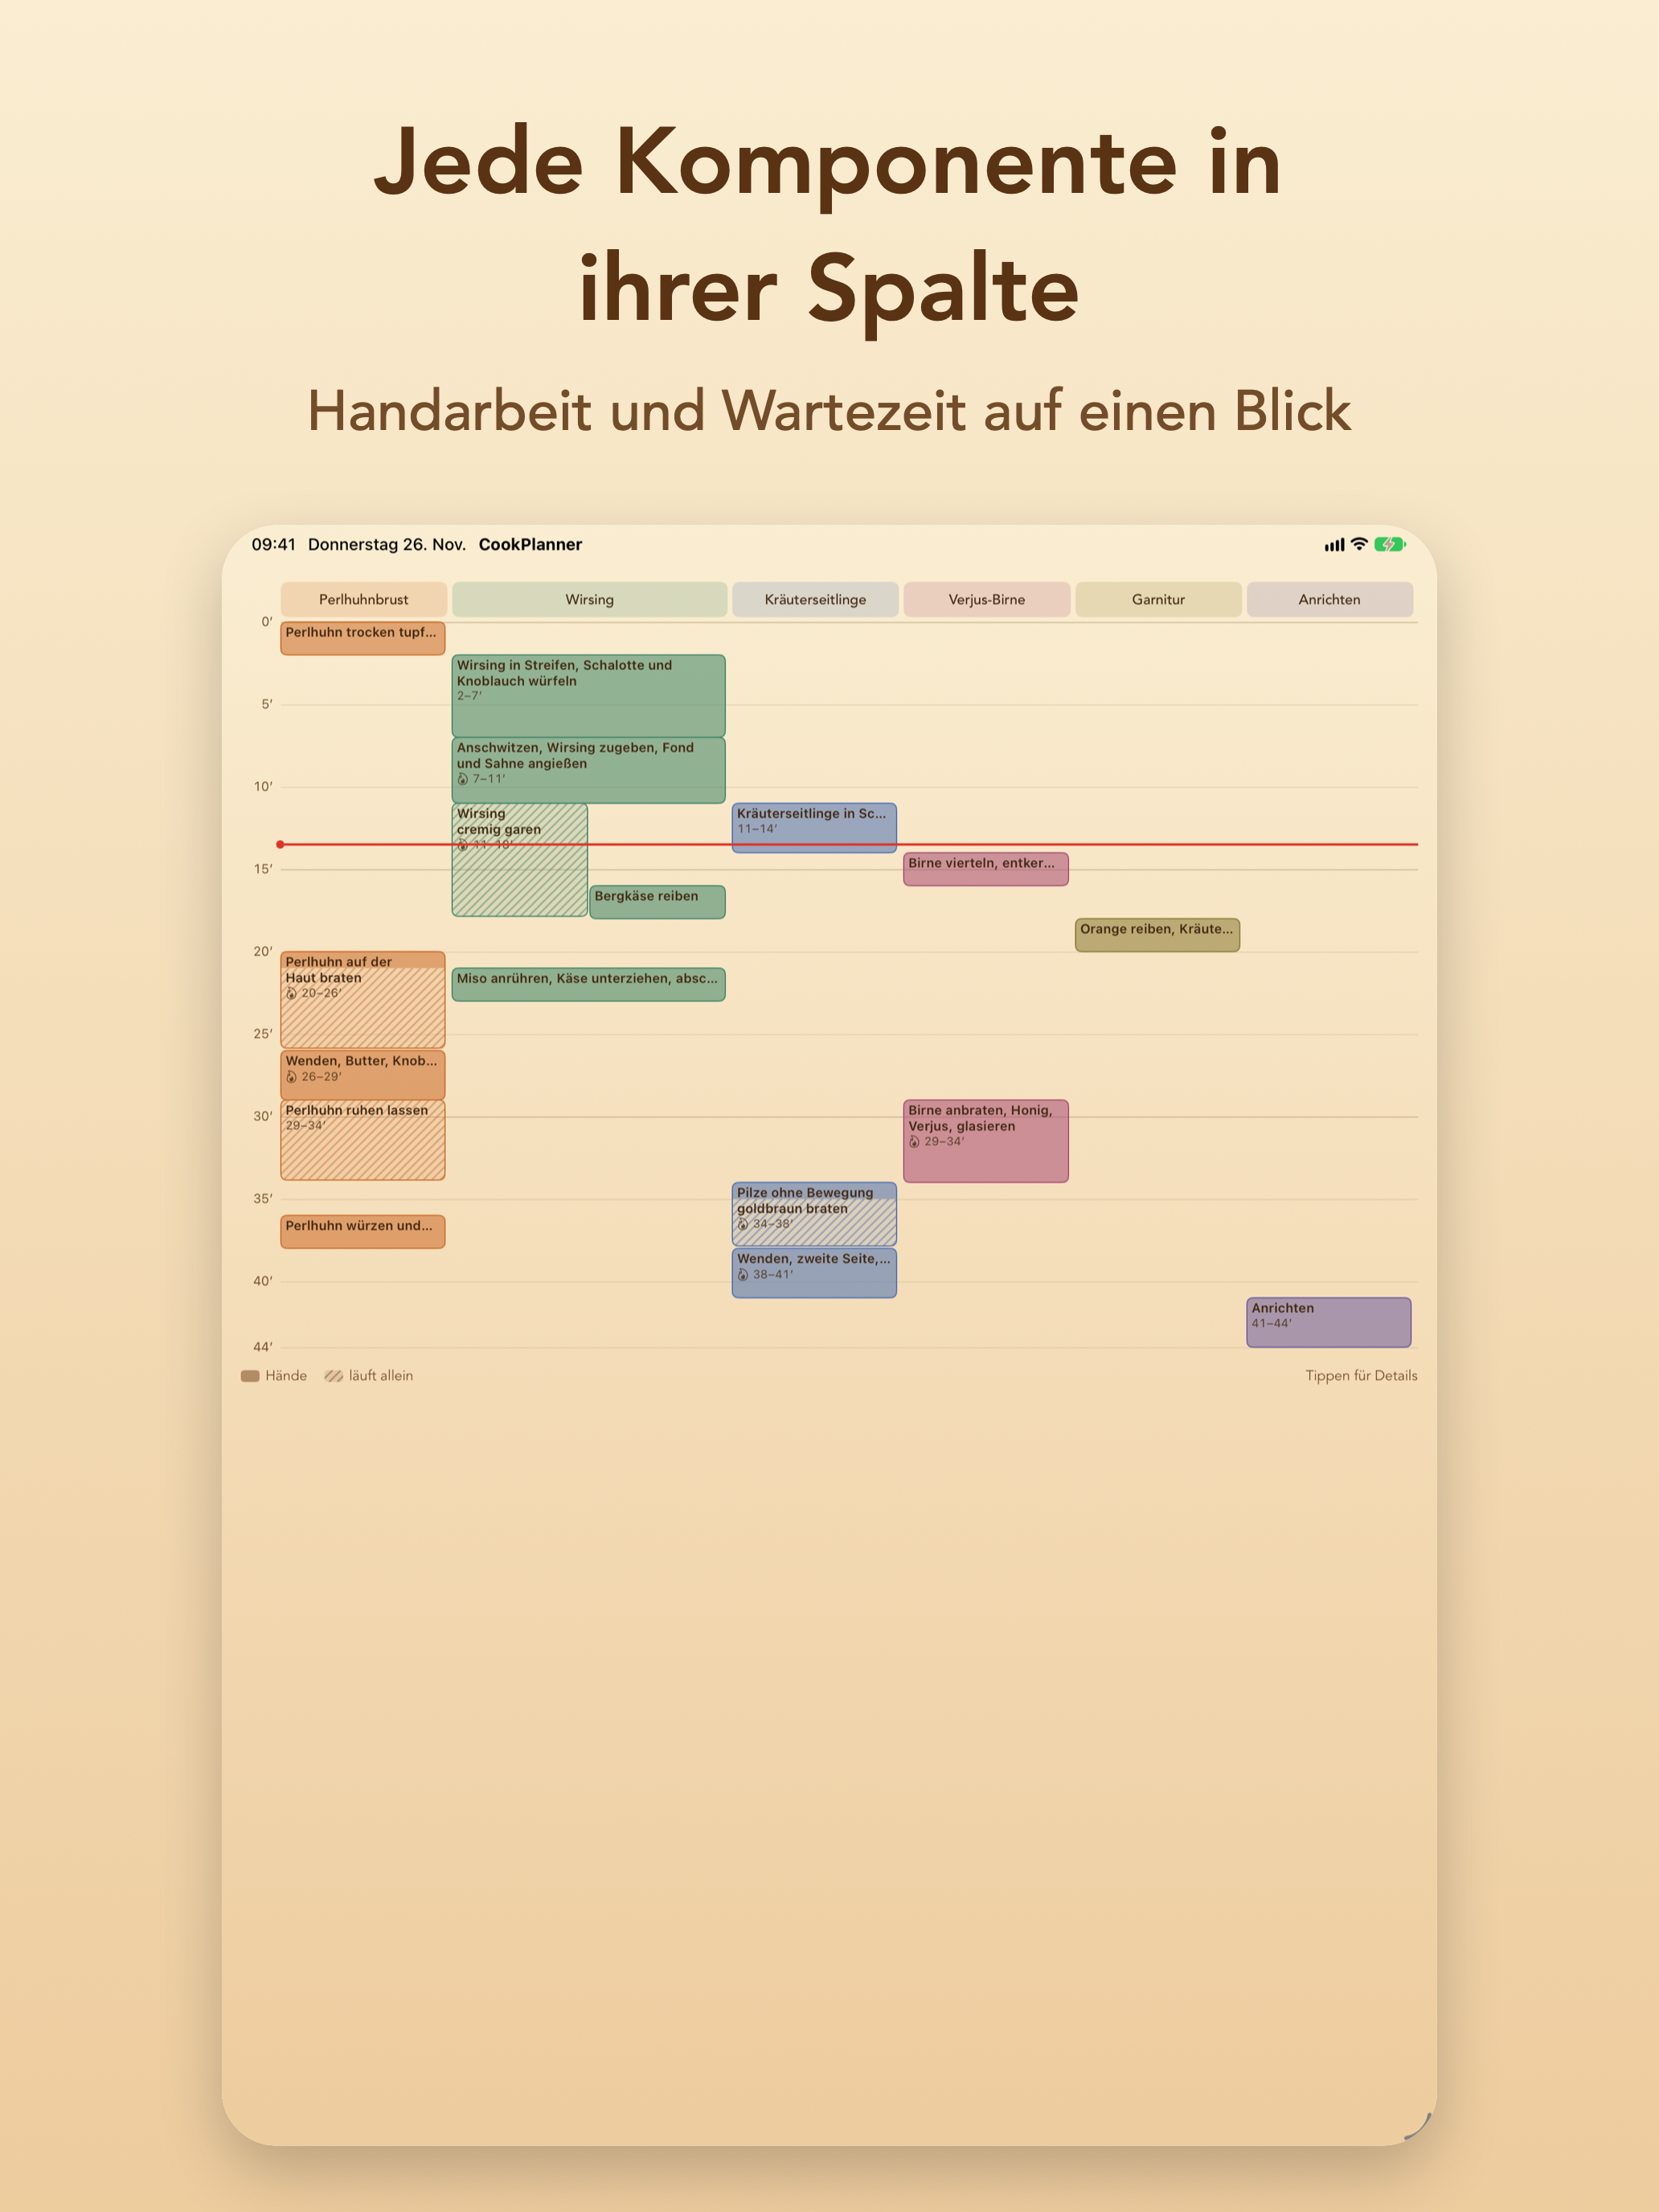 Jede Komponente in
ihrer Spalte
Handarbeit und Wartezeit auf einen Blick
09:41 Donnerstag 26. Nov. CookPlanner
Perlhuhnbrust Wirsing Kräuterseitlinge Verjus-Birne Garnitur Anrichten
0′
Perlhuhn trocken tupf...
Wirsing in Streifen, Schalotte und
Knoblauch würfeln
2–7′
5′
Anschwitzen, Wirsing zugeben, Fond
und Sahne angießen
7–11′
10′
Wirsing
cremig garen
Kräuterseitlinge in Sc...
11–14′
Birne vierteln, entker...
15′
Bergkäse reiben
Orange reiben, Kräute...
20′
Perlhuhn auf der
Haut braten
20–26′
Miso anrühren, Käse unterziehen, absc...
25′
Wenden, Butter, Knob...
26–29′
Perlhuhn ruhen lassen
29–34′
30′
Birne anbraten, Honig,
Verjus, glasieren
29–34′
Pilze ohne Bewegung
goldbraun braten
34–38′
35′
Perlhuhn würzen und...
Wenden, zweite Seite,...
38–41′
40′
Anrichten
41–44′
44′
Hände läuft allein Tippen für Details